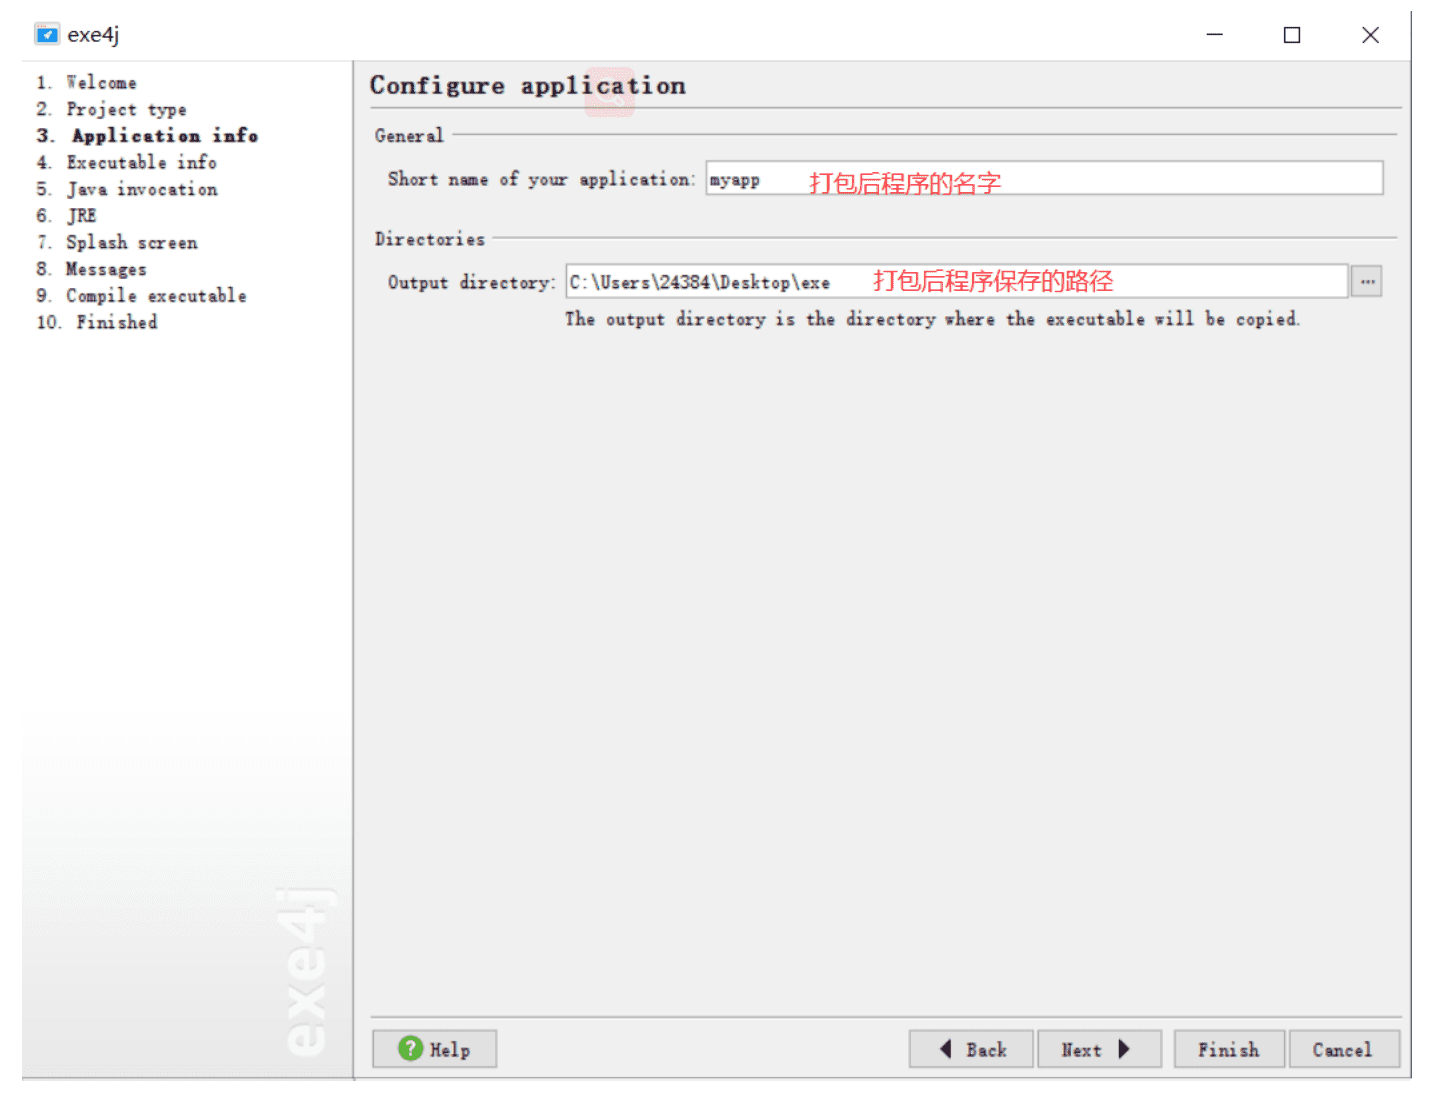 exe4j
1. Welcome
2. Project type
3. Application info
4. Executable info
5. Java invocation
6. JRE
7. Splash screen
8. Messages
9. Compile executable
10. Finished
exe4j
Configure application
General
Short name of your application: myapp 打包后程序的名字
Directories
Output directory: C:\Users\24384\Desktop\exe 打包后程序保存的路径 ...
The output directory is the directory where the executable will be copied.
? Help
Back
Next
Finish
Cancel